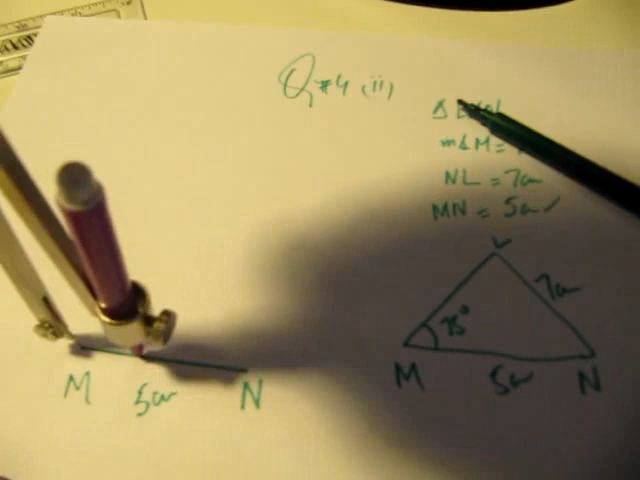 Q#4 (ii)
Δ
m∡M =
NL = 7cm
MN = 5cm ✓
L
7cm
75°
M
5cm
N
M
5cm
N